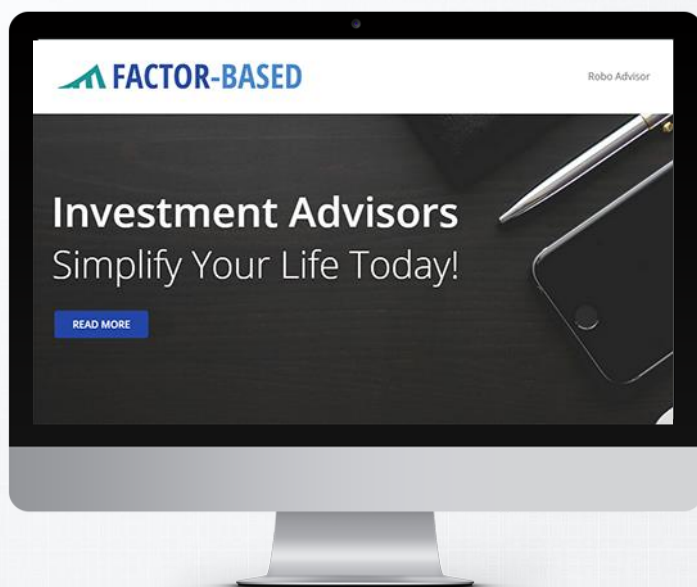 FACTOR-BASED
Robo Advisor
Investment Advisors
Simplify Your Life Today!
READ MORE